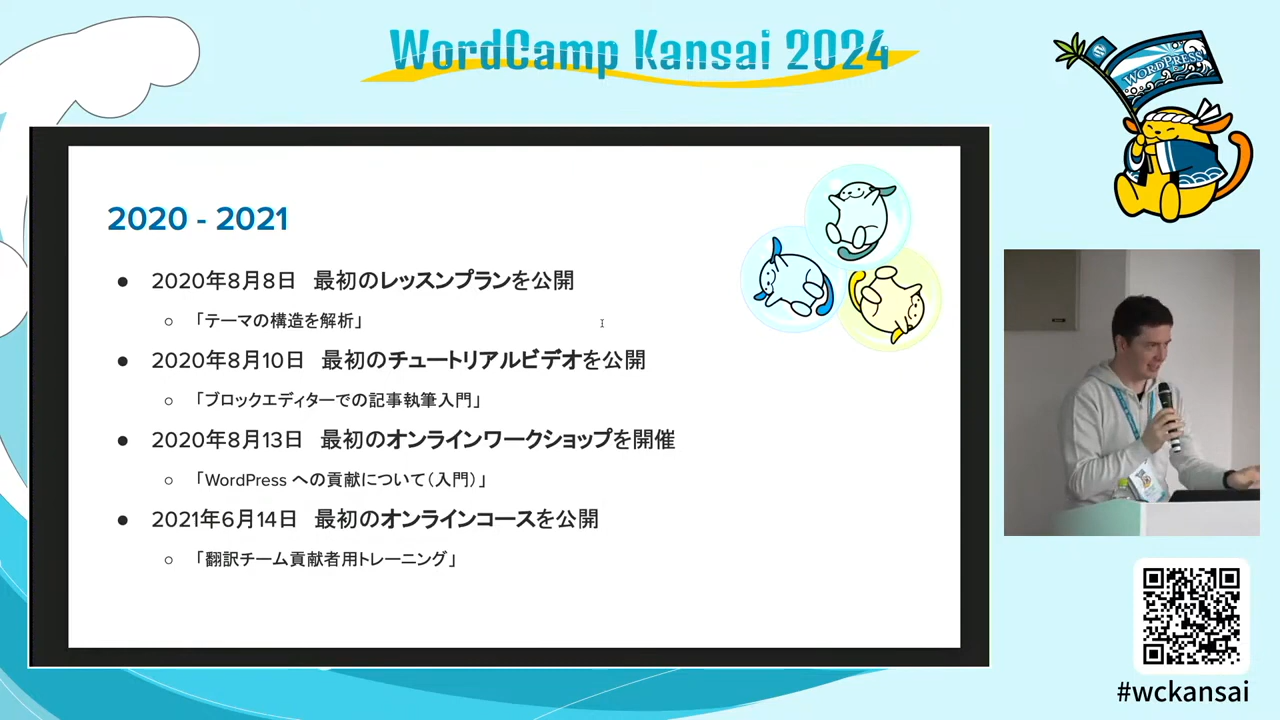 WordCamp Kansai 2024
WORDPRESS
2020 - 2021
● 2020年8月8日 最初のレッスンプランを公開
○ 「テーマの構造を解析」
● 2020年8月10日 最初のチュートリアルビデオを公開
○ 「ブロックエディターでの記事執筆入門」
● 2020年8月13日 最初のオンラインワークショップを開催
○ 「WordPress への貢献について（入門）」
● 2021年6月14日 最初のオンラインコースを公開
○ 「翻訳チーム貢献者用トレーニング」
#wckansai